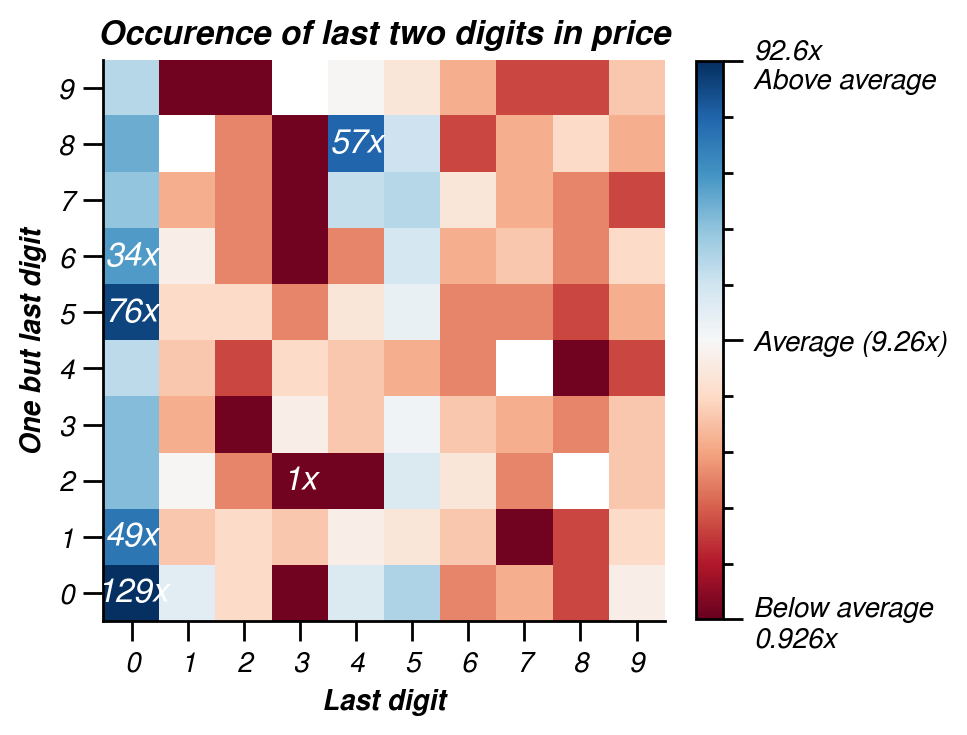 Occurence of last two digits in price
92.6x
Above average
9
8
57x
7
6
34x
5
76x
Average (9.26x)
4
3
2
1x
1
49x
0
129x
Below average
0.926x
One but last digit
0
1
2
3
4
5
6
7
8
9
Last digit